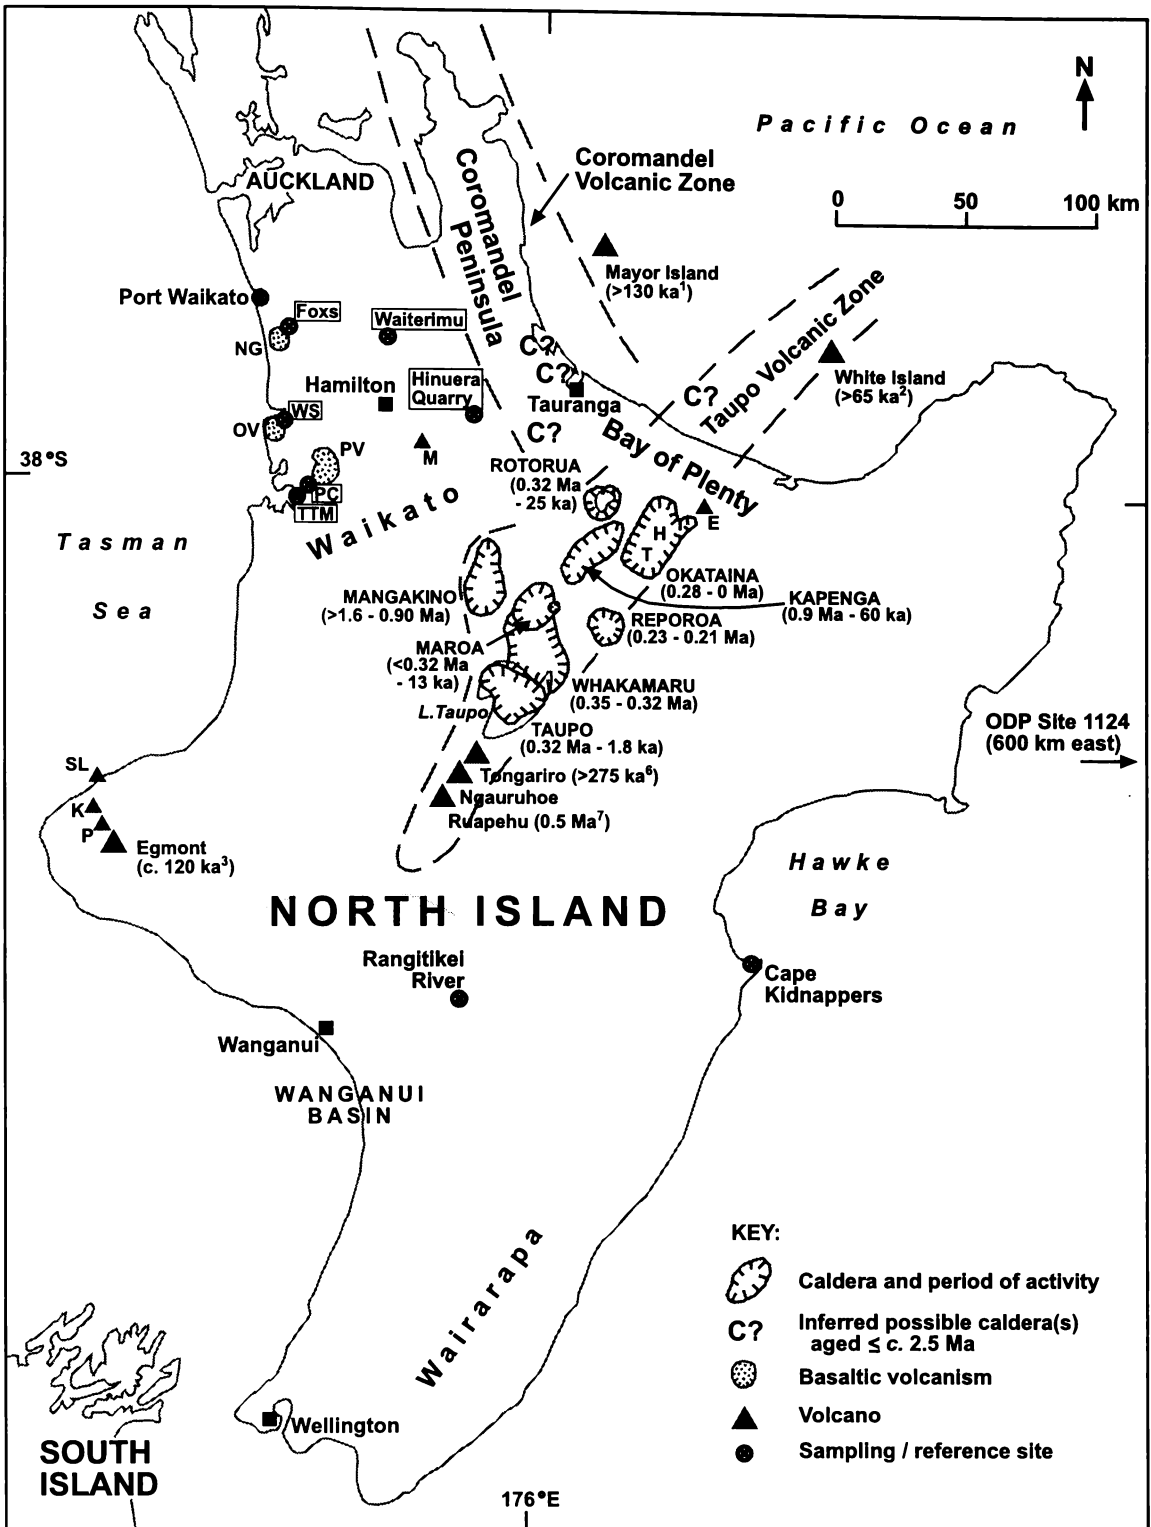 N
Pacific Ocean
Coromandel
Volcanic Zone
AUCKLAND
0 50 100 km
Coromandel
Peninsula
Mayor Island
(>130 ka¹)
Port Waikato
Foxs
Waiterimu
NG
C?
C?
C?
C?
Taupo Volcanic Zone
White Island
(>65 ka²)
Hamilton
Hinuera
Quarry
Tauranga
WS
OV
Bay of Plenty
38°S
PV
M
PC
TTM
Waikato
ROTORUA
(0.32 Ma
- 25 ka)
E
H
T
Tasman
Sea
OKATAINA
(0.28 - 0 Ma)
KAPENGA
(0.9 Ma - 60 ka)
MANGAKINO
(>1.6 - 0.90 Ma)
REPOROA
(0.23 - 0.21 Ma)
MAROA
(<0.32 Ma
- 13 ka)
WHAKAMARU
(0.35 - 0.32 Ma)
L.Taupo
TAUPO
(0.32 Ma - 1.8 ka)
ODP Site 1124
(600 km east)
SL
Tongariro (>275 ka⁶)
Ngauruhoe
Ruapehu (0.5 Ma⁷)
K
P
Egmont
(c. 120 ka³)
Hawke
Bay
NORTH ISLAND
Rangitikei
River
Cape
Kidnappers
Wanganui
WANGANUI
BASIN
Wairarapa
KEY:
Caldera and period of activity
C? Inferred possible caldera(s)
aged ≤ c. 2.5 Ma
Basaltic volcanism
Volcano
Sampling / reference site
Wellington
SOUTH
ISLAND
176°E